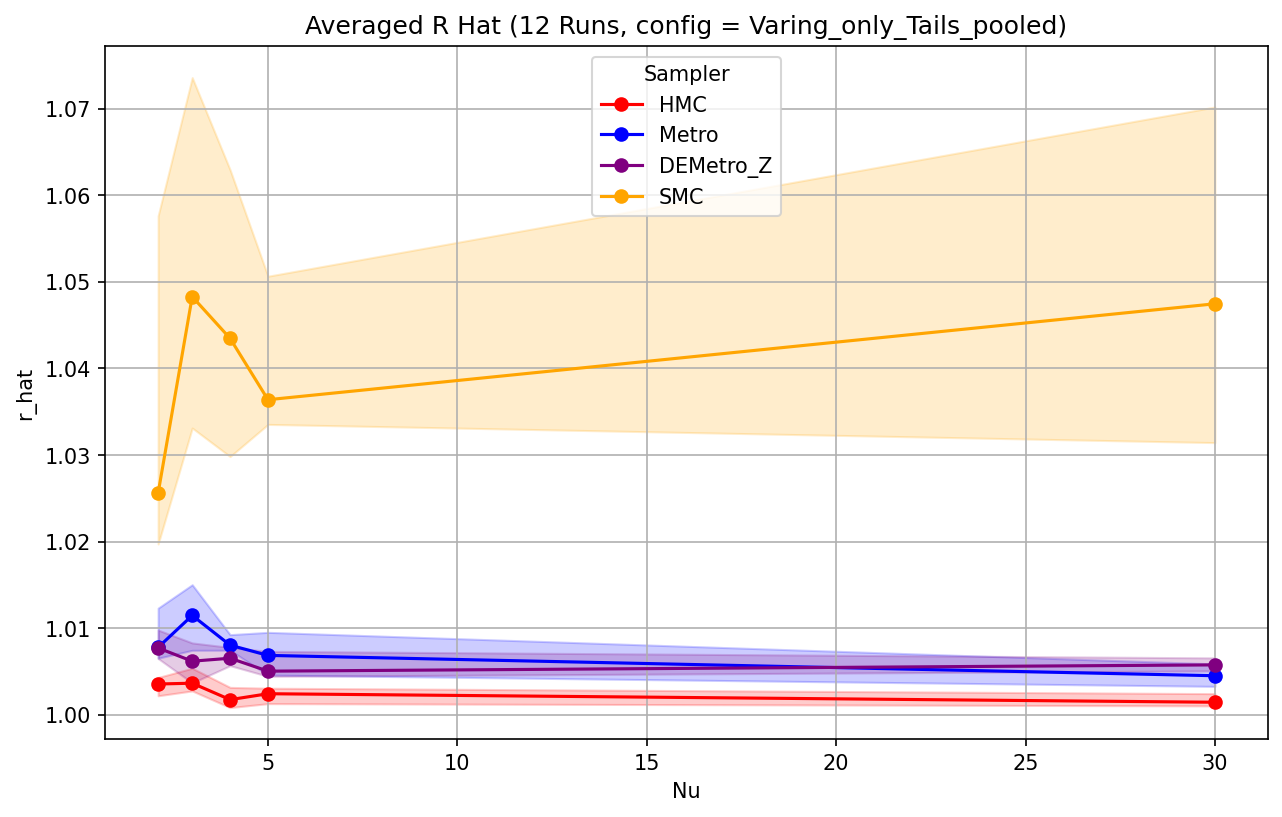 Averaged R Hat (12 Runs, config = Varing_only_Tails_pooled)
Sampler
HMC
Metro
DEMetro_Z
SMC
r_hat
1.07
1.06
1.05
1.04
1.03
1.02
1.01
1.00
5 10 15 20 25 30
Nu